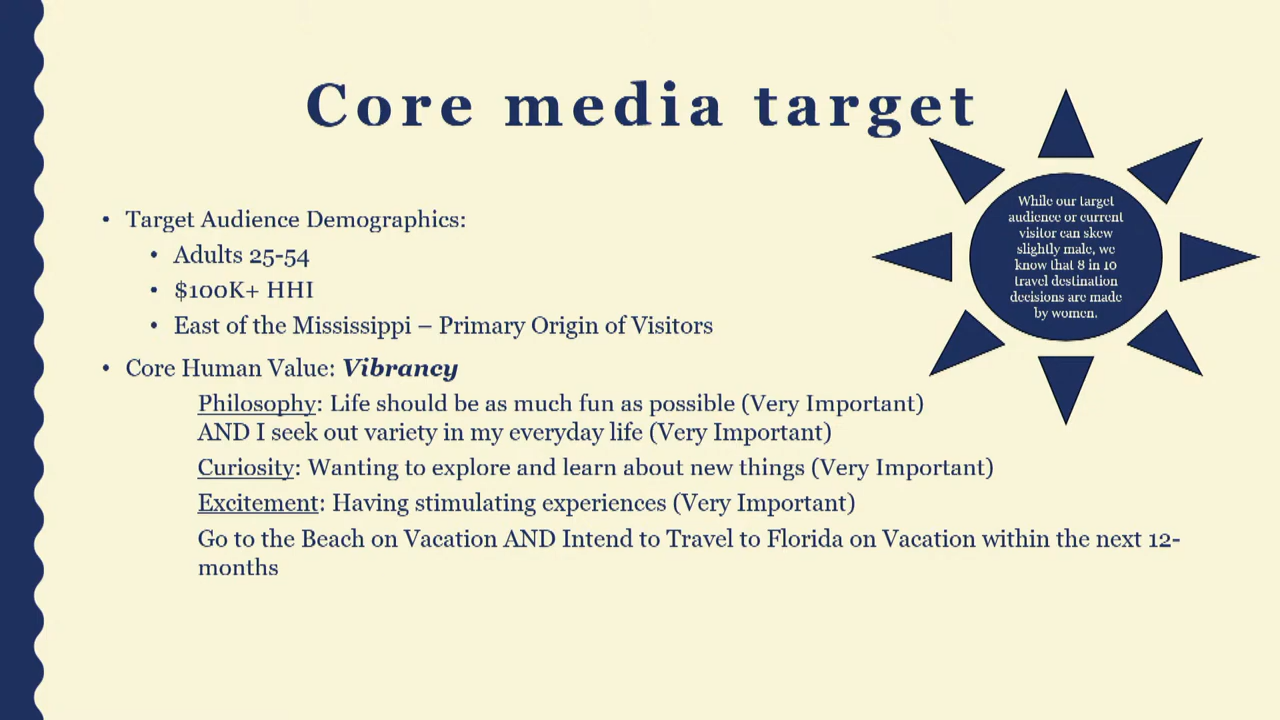 Core media target
While our target
audience or current
visitor can skew
slightly male, we
know that 8 in 10
travel destination
decisions are made
by women.
• Target Audience Demographics:
• Adults 25-54
• $100K+ HHI
• East of the Mississippi – Primary Origin of Visitors
• Core Human Value: Vibrancy
Philosophy: Life should be as much fun as possible (Very Important)
AND I seek out variety in my everyday life (Very Important)
Curiosity: Wanting to explore and learn about new things (Very Important)
Excitement: Having stimulating experiences (Very Important)
Go to the Beach on Vacation AND Intend to Travel to Florida on Vacation within the next 12-
months